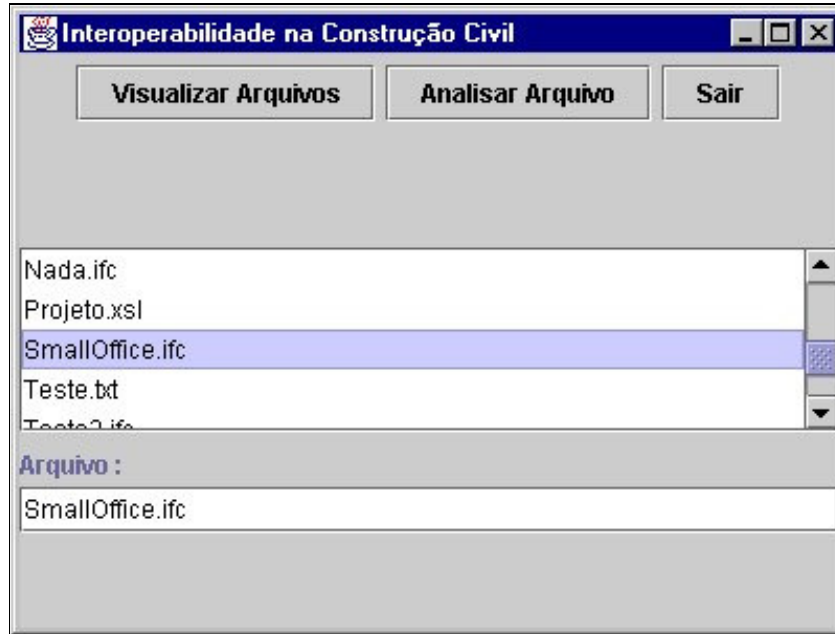 Interoperabilidade na Construção Civil
Visualizar Arquivos Analisar Arquivo Sair
Nada.ifc
Projeto.xsl
SmallOffice.ifc
Teste.txt
Arquivo :
SmallOffice.ifc